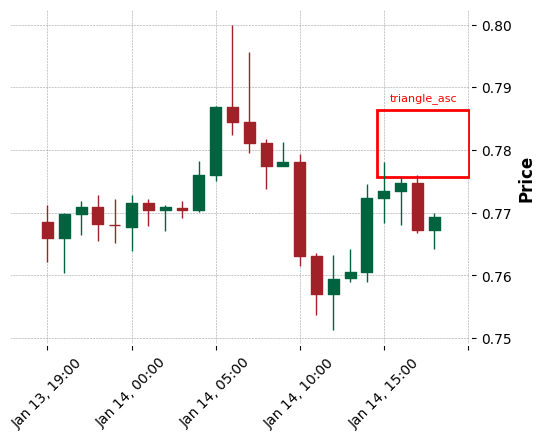 0.80
0.79
triangle_asc
0.78
0.77
0.76
0.75
Price
Jan 13, 19:00
Jan 14, 00:00
Jan 14, 05:00
Jan 14, 10:00
Jan 14, 15:00